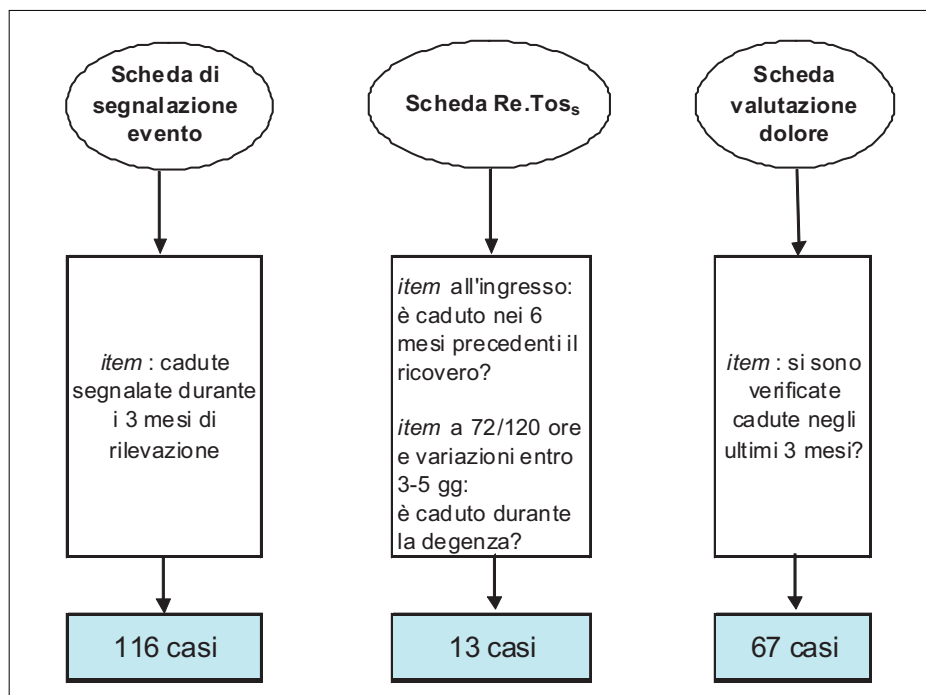 Scheda di
segnalazione
evento
Scheda Re.Tosₛ
Scheda
valutazione
dolore
item : cadute
segnalate durante
i 3 mesi di
rilevazione
item all'ingresso:
è caduto nei 6
mesi precedenti il
ricovero?
item a 72/120 ore
e variazioni entro
3-5 gg:
è caduto durante
la degenza?
item : si sono
verificate
cadute negli
ultimi 3 mesi?
116 casi
13 casi
67 casi